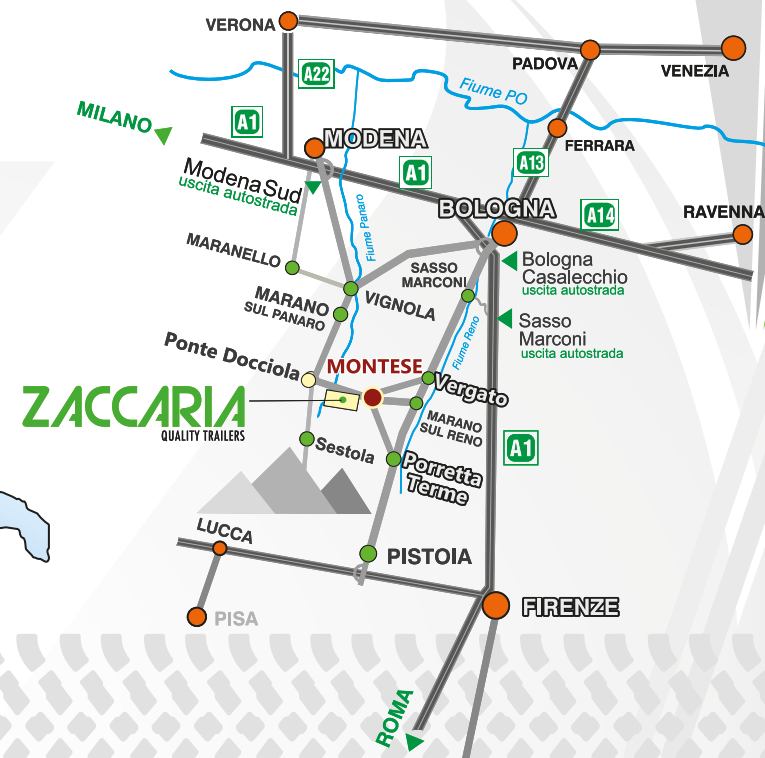 VERONA
PADOVA
VENEZIA
A22
Fiume PO
MILANO
A1
MODENA
FERRARA
A13
A1
Modena Sud
uscita autostrada
BOLOGNA
A14
RAVENNA
Fiume Panaro
MARANELLO
SASSO
MARCONI
Bologna
Casalecchio
uscita autostrada
VIGNOLA
MARANO
SUL PANARO
Fiume Reno
Sasso
Marconi
uscita autostrada
Ponte Docciola
MONTESE
Vergato
ZACCARIA
QUALITY TRAILERS
MARANO
SUL RENO
Sestola
A1
Porretta
Terme
LUCCA
PISTOIA
PISA
FIRENZE
ROMA